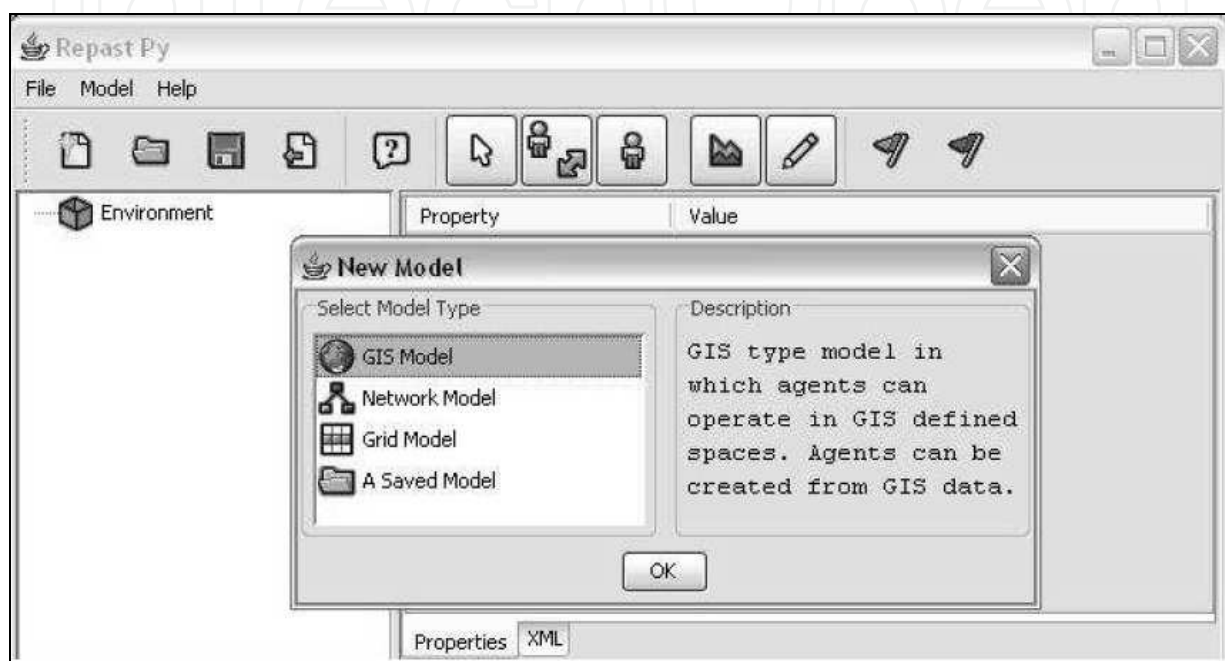 Repast Py
File Model Help
Environment
Property Value
New Model
Select Model Type
GIS Model
Network Model
Grid Model
A Saved Model
Description
GIS type model in
which agents can
operate in GIS defined
spaces. Agents can be
created from GIS data.
OK
Properties XML